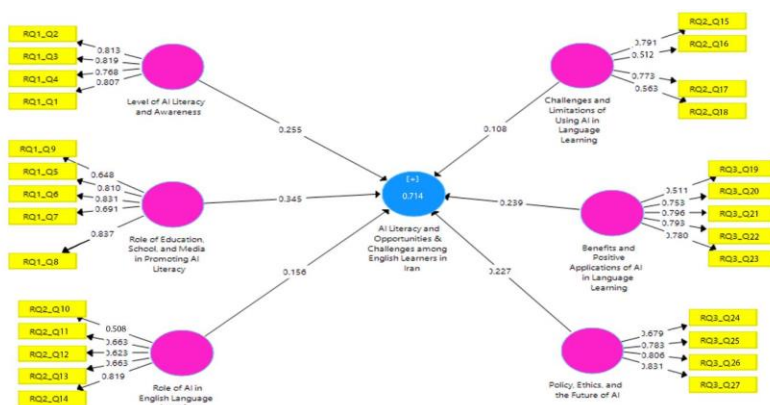 RQ1_Q2
RQ1_Q3
RQ1_Q4
RQ1_Q1
0.813
0.819
0.768
0.807
Level of AI Literacy
and Awareness
0.255
RQ1_Q9
RQ1_Q5
RQ1_Q6
RQ1_Q7
RQ1_Q8
0.648
0.810
0.831
0.691
0.837
Role of Education,
School, and Media
in Promoting AI
Literacy
0.345
RQ2_Q10
RQ2_Q11
RQ2_Q12
RQ2_Q13
RQ2_Q14
0.508
0.663
0.623
0.663
0.819
Role of AI in
English Language
0.156
[+]
0.714
AI Literacy and
Opportunities &
Challenges among
English Learners in
Iran
RQ2_Q15
RQ2_Q16
RQ2_Q17
RQ2_Q18
0.791
0.512
0.773
0.563
Challenges and
Limitations of
Using AI in
Language
Learning
0.108
RQ3_Q19
RQ3_Q20
RQ3_Q21
RQ3_Q22
RQ3_Q23
0.511
0.753
0.796
0.793
0.780
Benefits and
Positive
Applications of AI
in Language
Learning
0.239
RQ3_Q24
RQ3_Q25
RQ3_Q26
RQ3_Q27
0.679
0.783
0.806
0.831
Policy, Ethics, and
the Future of AI
0.227